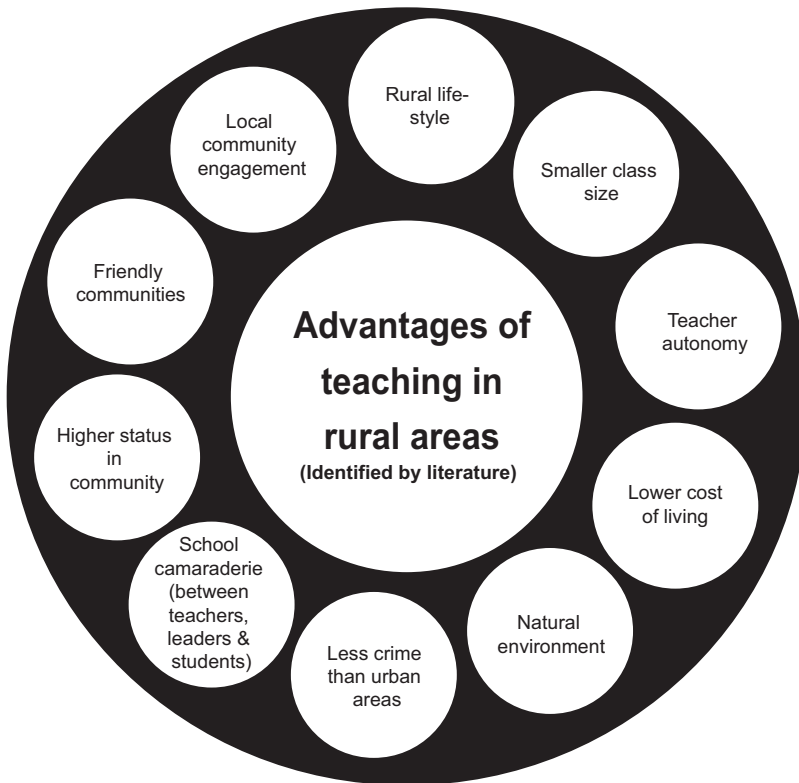 Advantages of
teaching in
rural areas
(Identified by literature)
Rural life-
style
Smaller class
size
Teacher
autonomy
Lower cost
of living
Natural
environment
Less crime
than urban
areas
School
camaraderie
(between
teachers,
leaders &
students)
Higher status
in
community
Friendly
communities
Local
community
engagement